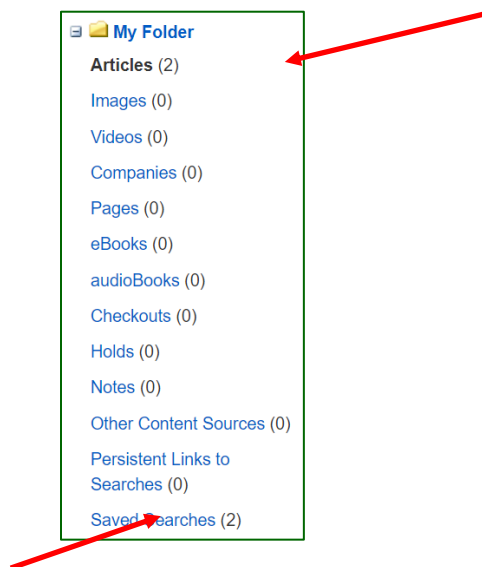 My Folder
Articles (2)
Images (0)
Videos (0)
Companies (0)
Pages (0)
eBooks (0)
audioBooks (0)
Checkouts (0)
Holds (0)
Notes (0)
Other Content Sources (0)
Persistent Links to
Searches (0)
Saved Searches (2)